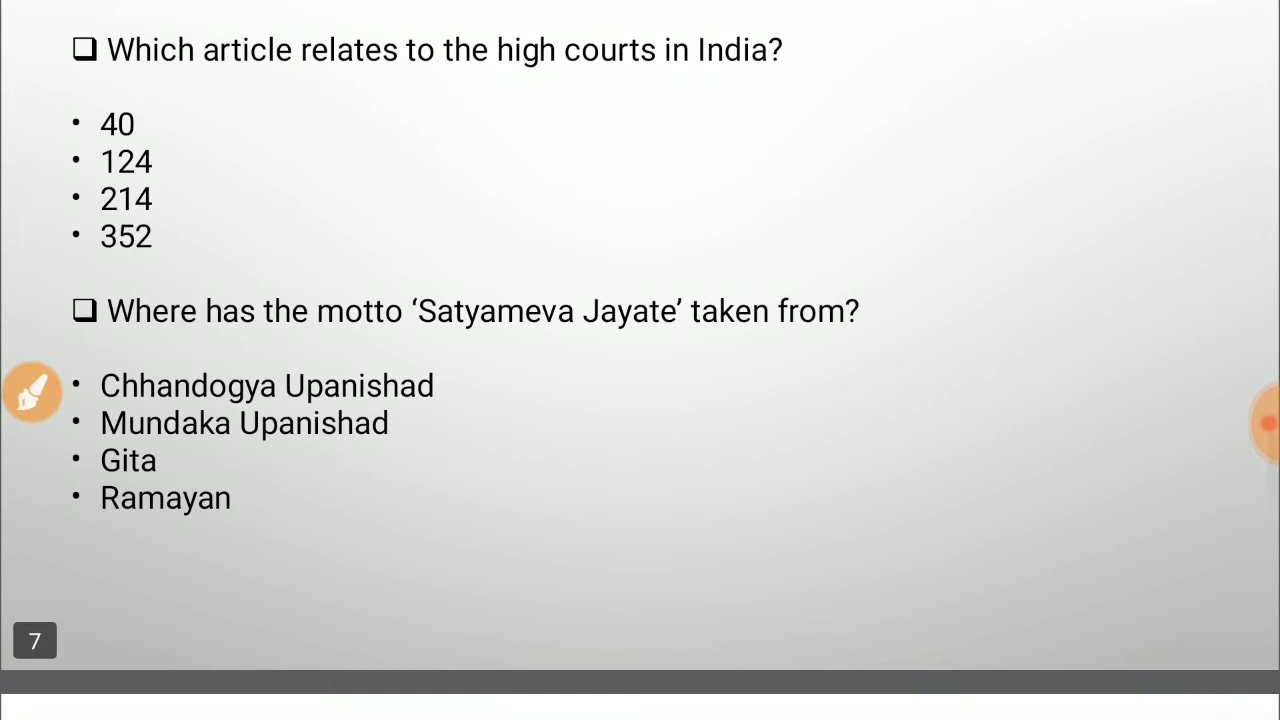 ❑ Which article relates to the high courts in India?
• 40
• 124
• 214
• 352
❑ Where has the motto ‘Satyameva Jayate’ taken from?
• Chhandogya Upanishad
• Mundaka Upanishad
• Gita
• Ramayan
7